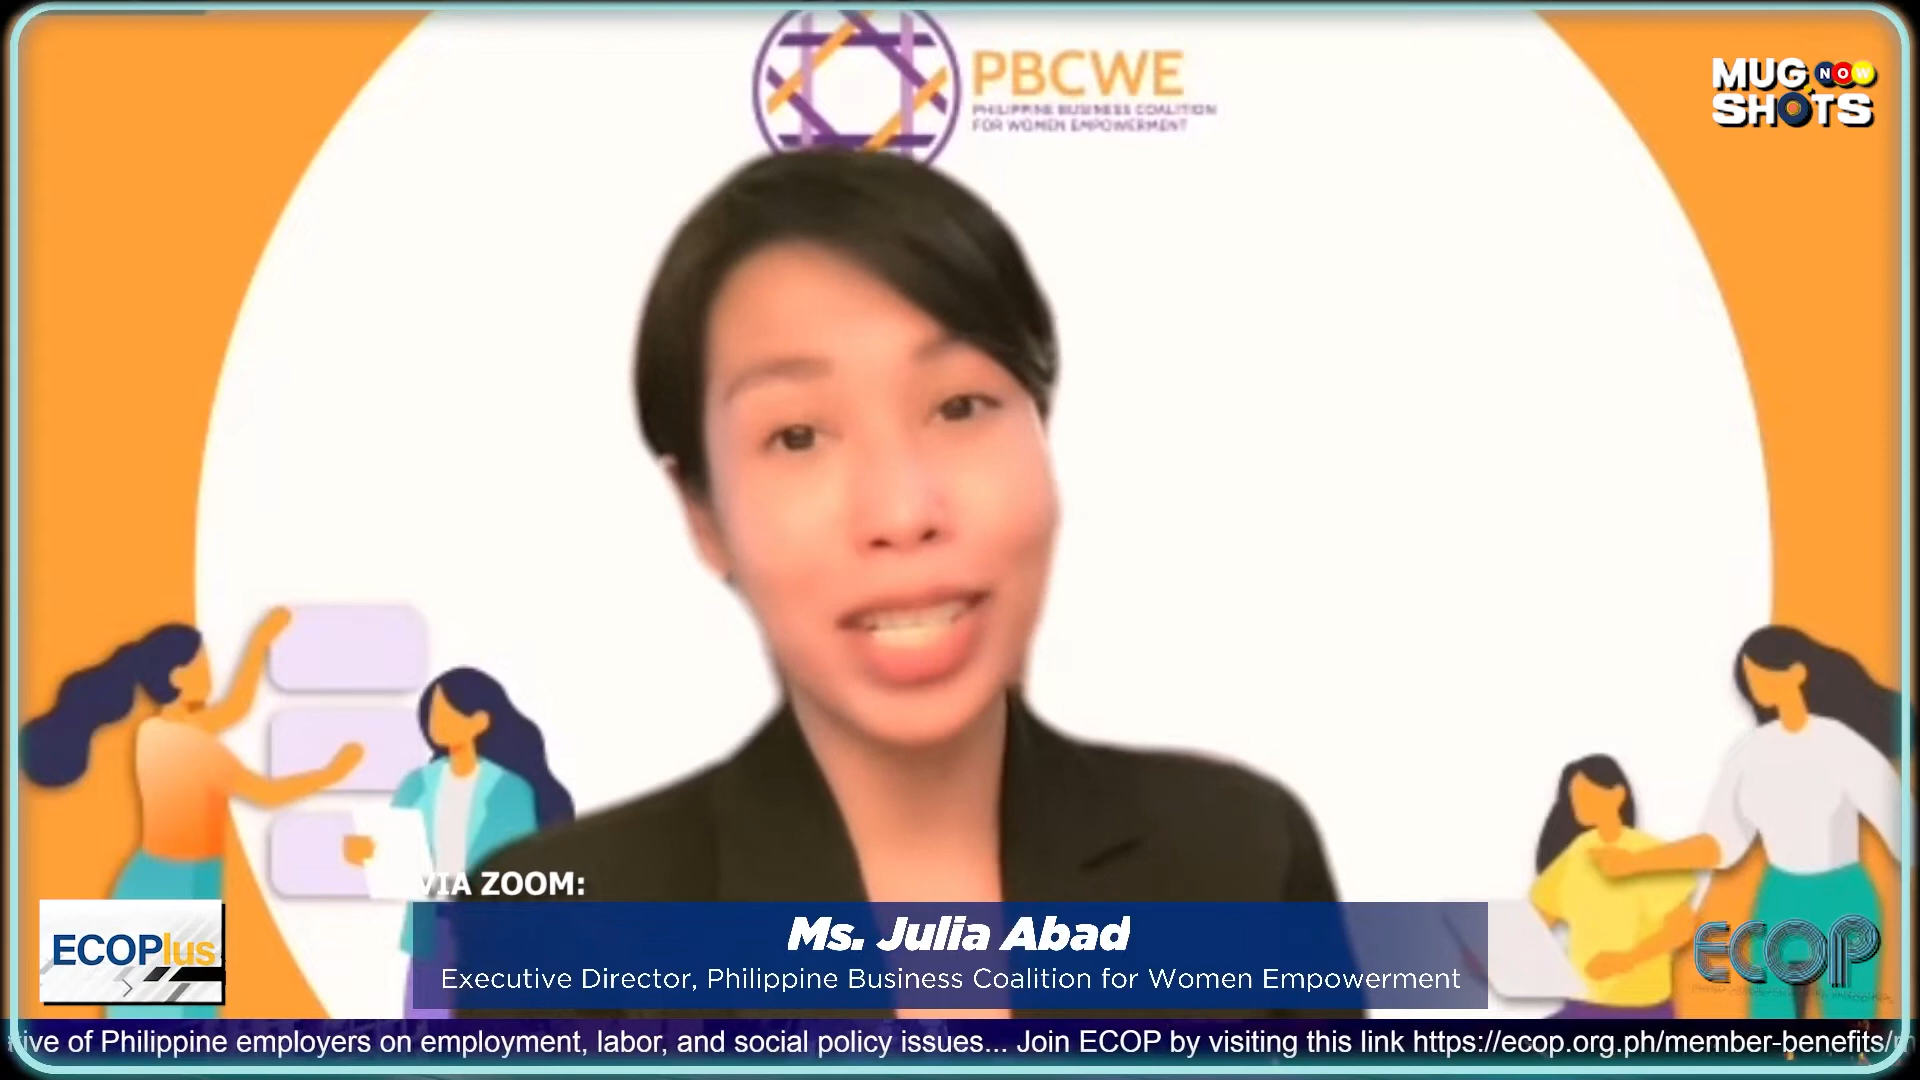 PBCWE
PHILIPPINE BUSINESS COALITION
FOR WOMEN EMPOWERMENT
MUG NOW
SHOTS
VIA ZOOM:
Ms. Julia Abad
Executive Director, Philippine Business Coalition for Women Empowerment
ECOPlus
ECOP
of Philippine employers on employment, labor, and social policy issues... Join ECOP by visiting this link https://ecop.org.ph/member-benefits/